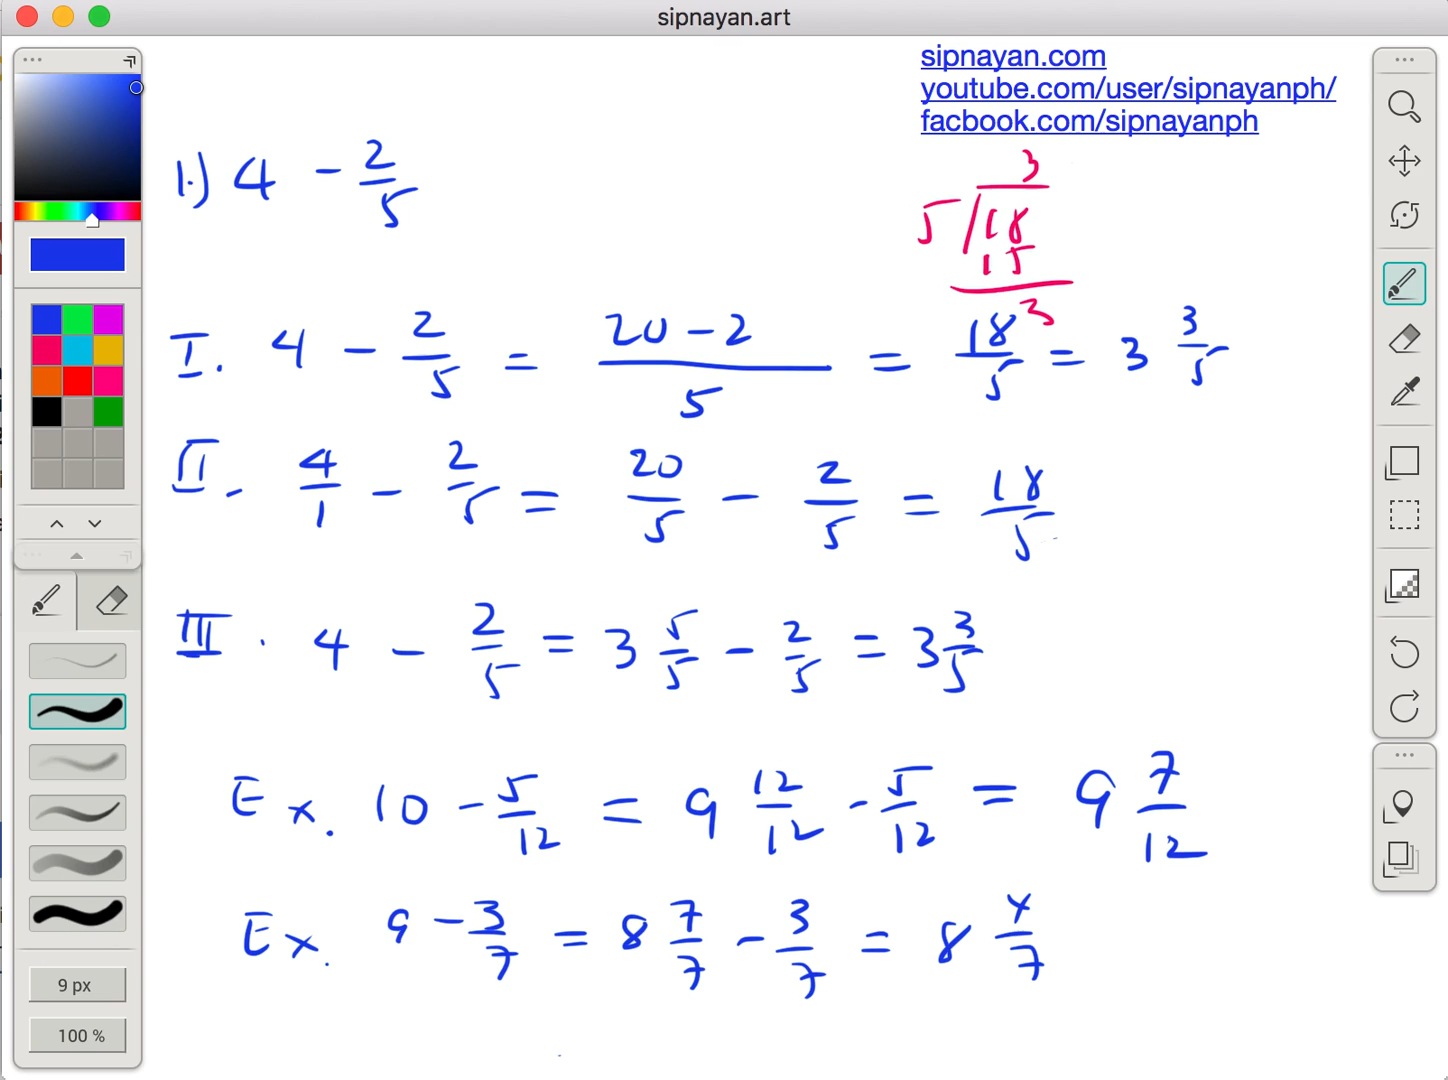 sipnayan.art
sipnayan.com
youtube.com/user/sipnayanph/
facbook.com/sipnayanph
1.) 4 - 2/5
3
5 / 18
15
3
I. 4 - 2/5 = 20 - 2 / 5 = 18/5 = 3 3/5
II. 4/1 - 2/5 = 20/5 - 2/5 = 18/5
III. 4 - 2/5 = 3 5/5 - 2/5 = 3 3/5
Ex. 10 - 5/12 = 9 12/12 - 5/12 = 9 7/12
Ex. 9 - 3/7 = 8 7/7 - 3/7 = 8 4/7
9 px
100 %